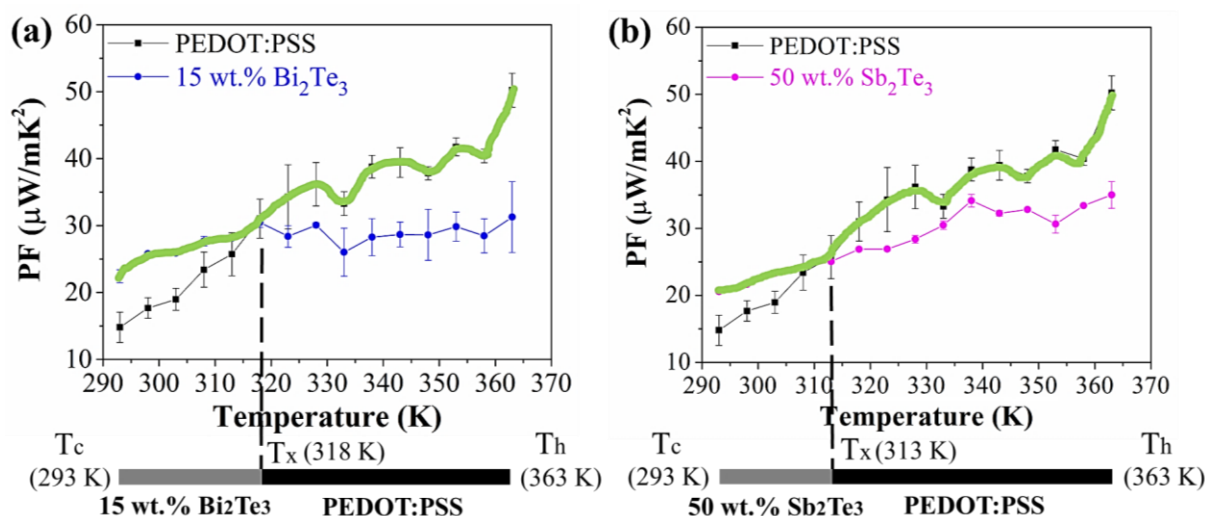 (a)
PEDOT:PSS
15 wt.% Bi₂Te₃
PF (μW/mK²)
60
50
40
30
20
10
290 300 310 320 330 340 350 360 370
Temperature (K)
Tc
(293 K)
Tx (318 K)
Th
(363 K)
15 wt.% Bi₂Te₃
PEDOT:PSS
(b)
PEDOT:PSS
50 wt.% Sb₂Te₃
PF (μW/mK²)
60
50
40
30
20
10
290 300 310 320 330 340 350 360 370
Temperature (K)
Tc
(293 K)
Tx (313 K)
Th
(363 K)
50 wt.% Sb₂Te₃
PEDOT:PSS